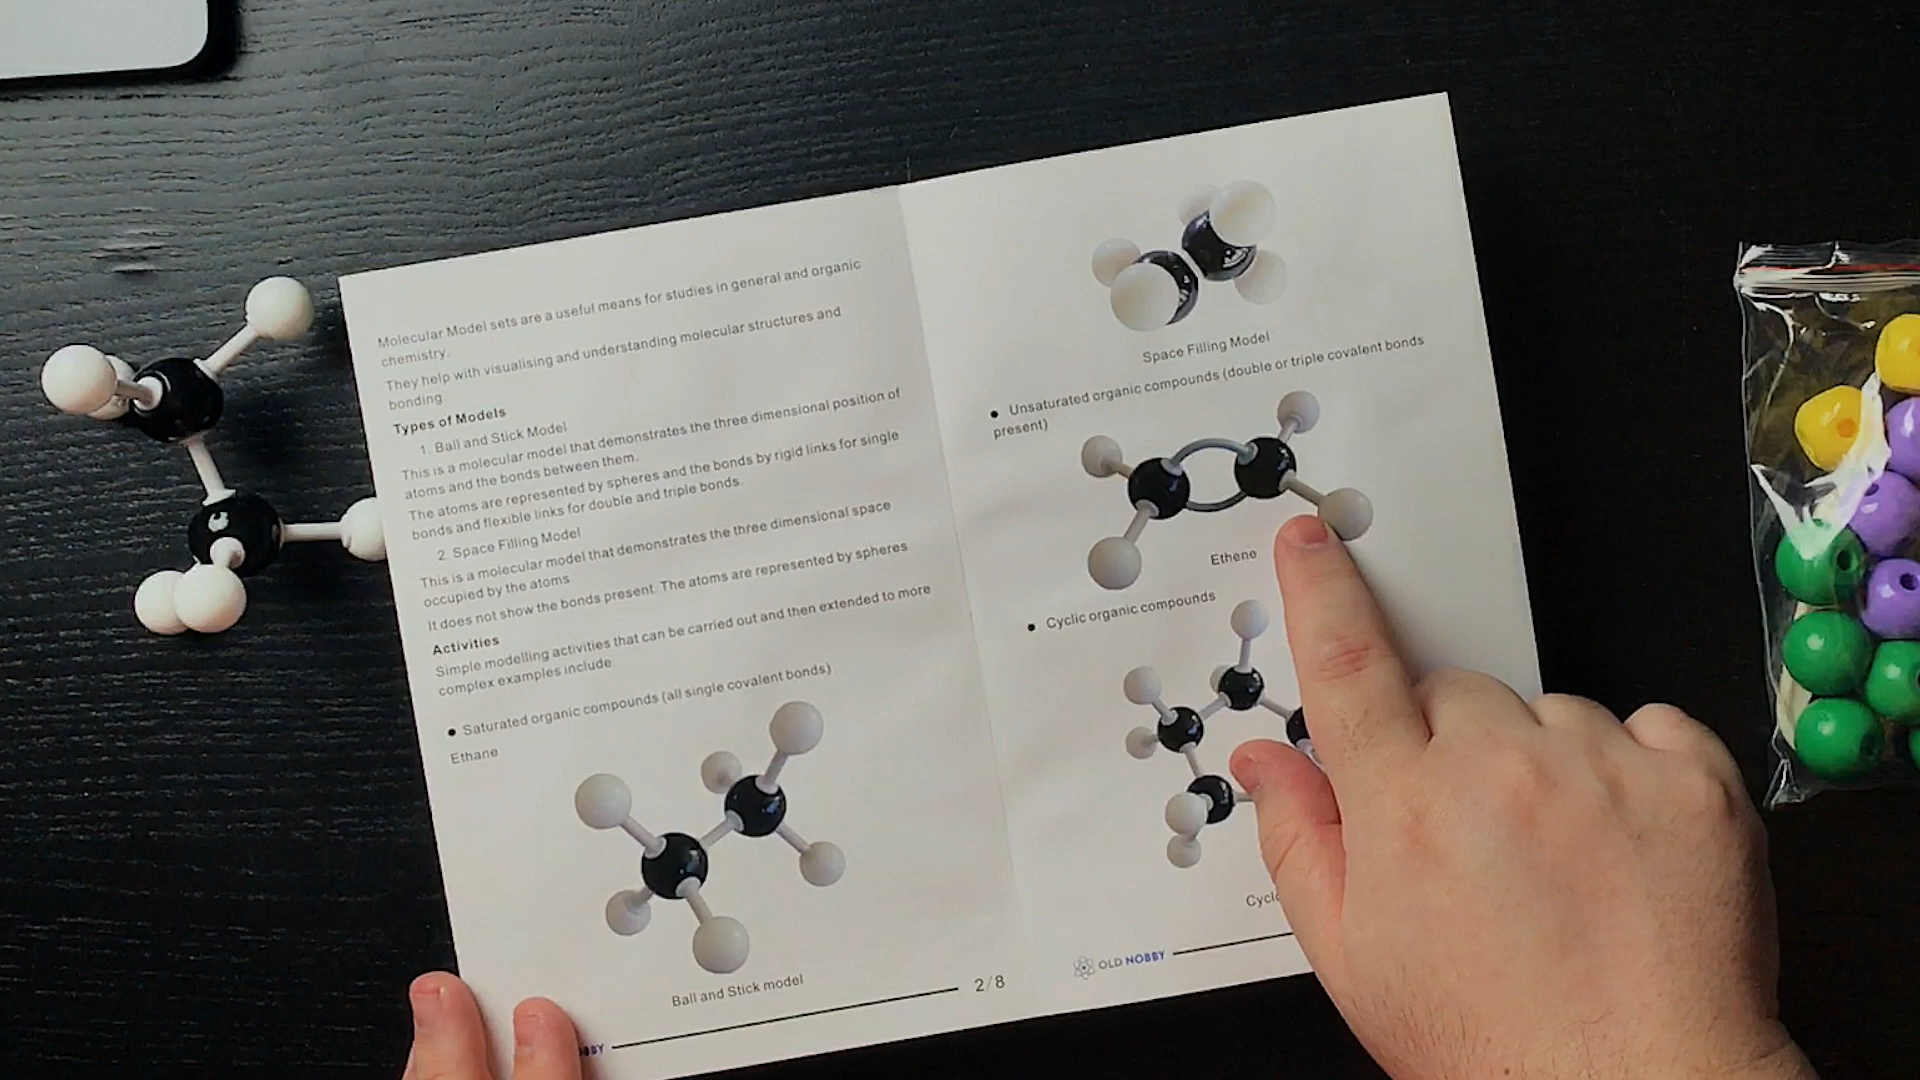 Molecular Model sets are a useful means for studies in general and organic
chemistry.
They help with visualising and understanding molecular structures and
bonding.
Types of Models
1. Ball and Stick Model
This is a molecular model that demonstrates the three dimensional position of
atoms and the bonds between them.
The atoms are represented by spheres and the bonds by rigid links for single
bonds and flexible links for double and triple bonds.
2. Space Filling Model
This is a molecular model that demonstrates the three dimensional space
occupied by the atoms.
It does not show the bonds present. The atoms are represented by spheres
Activities
Simple modelling activities that can be carried out and then extended to more
complex examples include
● Saturated organic compounds (all single covalent bonds)
Ethane
Ball and Stick model
2/8
Space Filling Model
● Unsaturated organic compounds (double or triple covalent bonds
present)
Ethene
● Cyclic organic compounds
OLD NOBBY